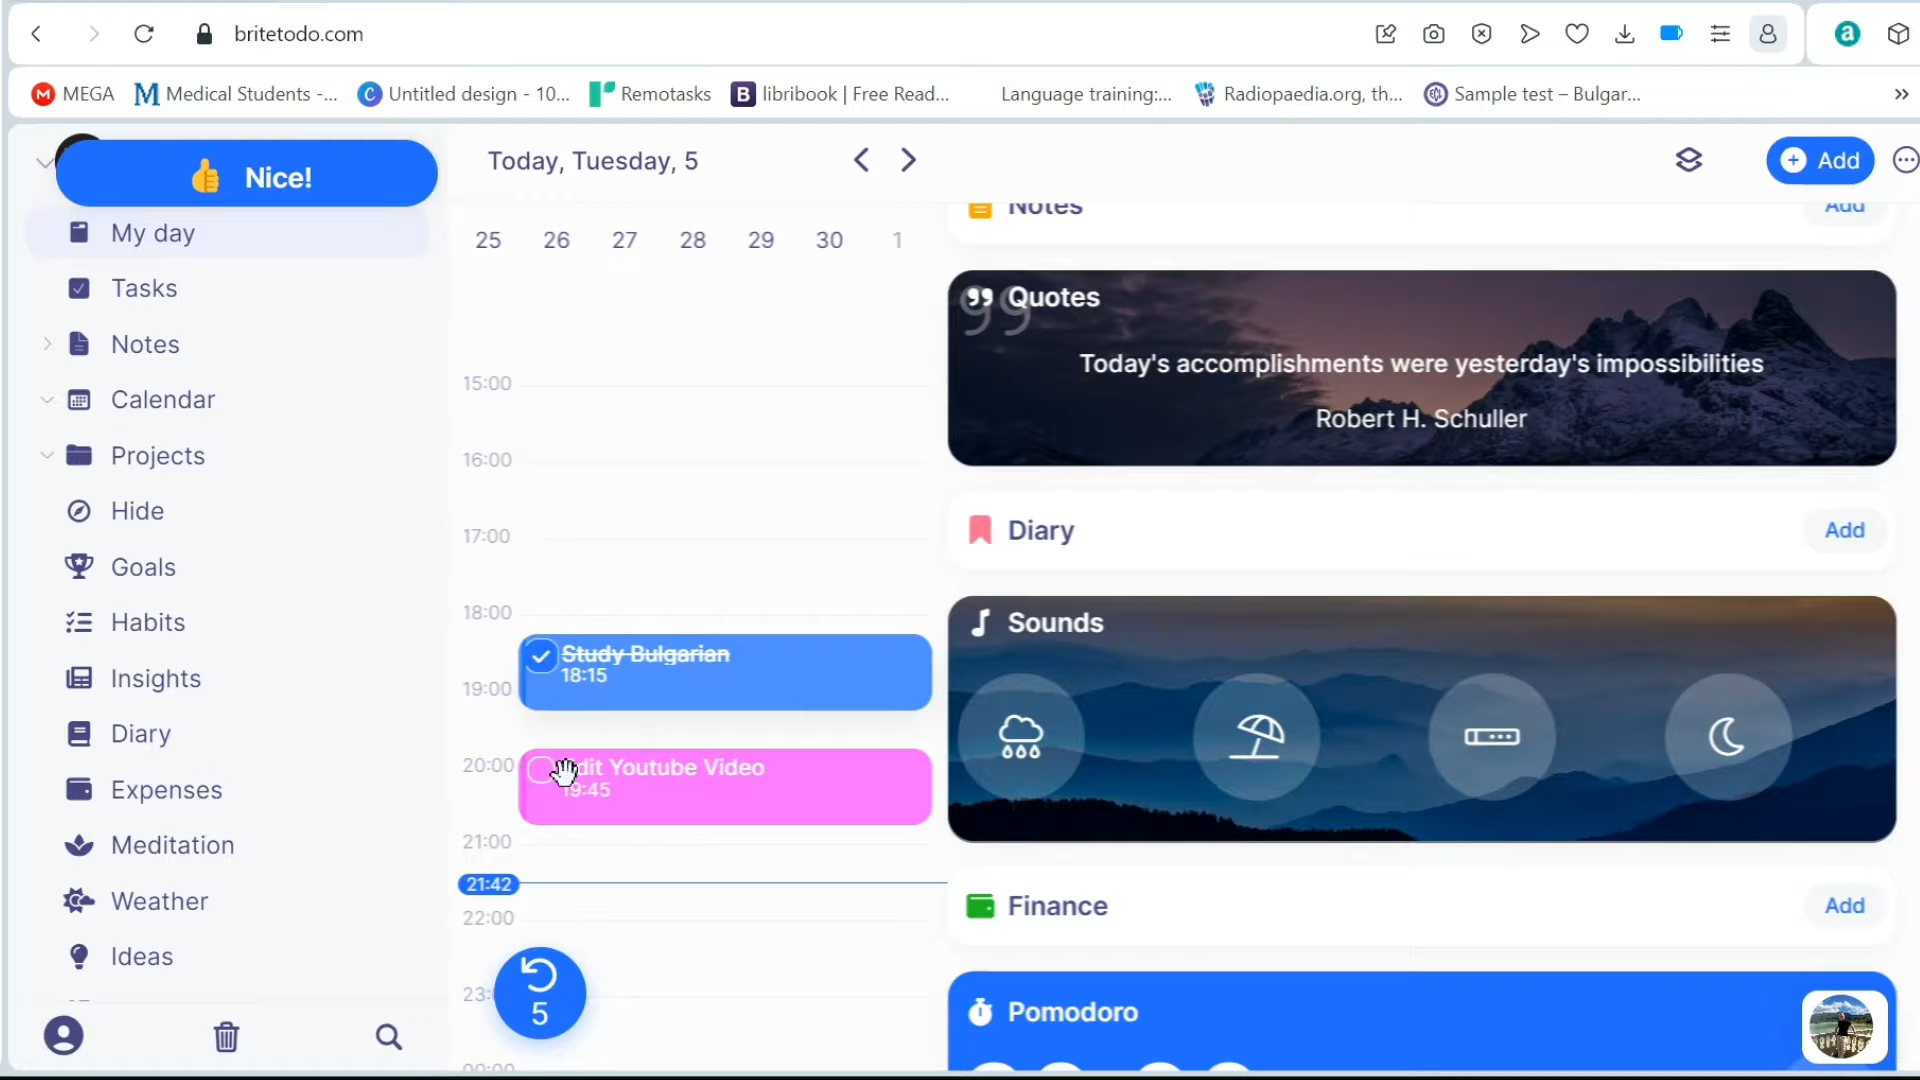 britetodo.com
MEGA
Medical Students -...
Untitled design - 10...
Remotasks
libribook | Free Read...
Language training:...
Radiopaedia.org, th...
Sample test – Bulgar...
👍 Nice!
Today, Tuesday, 5
Add
My day
Tasks
Notes
Calendar
Projects
Hide
Goals
Habits
Insights
Diary
Expenses
Meditation
Weather
Ideas
25 26 27 28 29 30 1
15:00
16:00
17:00
18:00
Study Bulgarian
18:15
19:00
20:00
Youtube Video
19:45
21:00
21:42
22:00
5
Notes
Add
Quotes
Today's accomplishments were yesterday's impossibilities
Robert H. Schuller
Diary
Add
Sounds
Finance
Add
Pomodoro